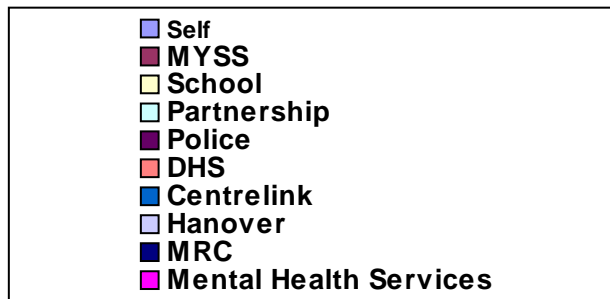 Self
MYSS
School
Partnership
Police
DHS
Centrelink
Hanover
MRC
Mental Health Services